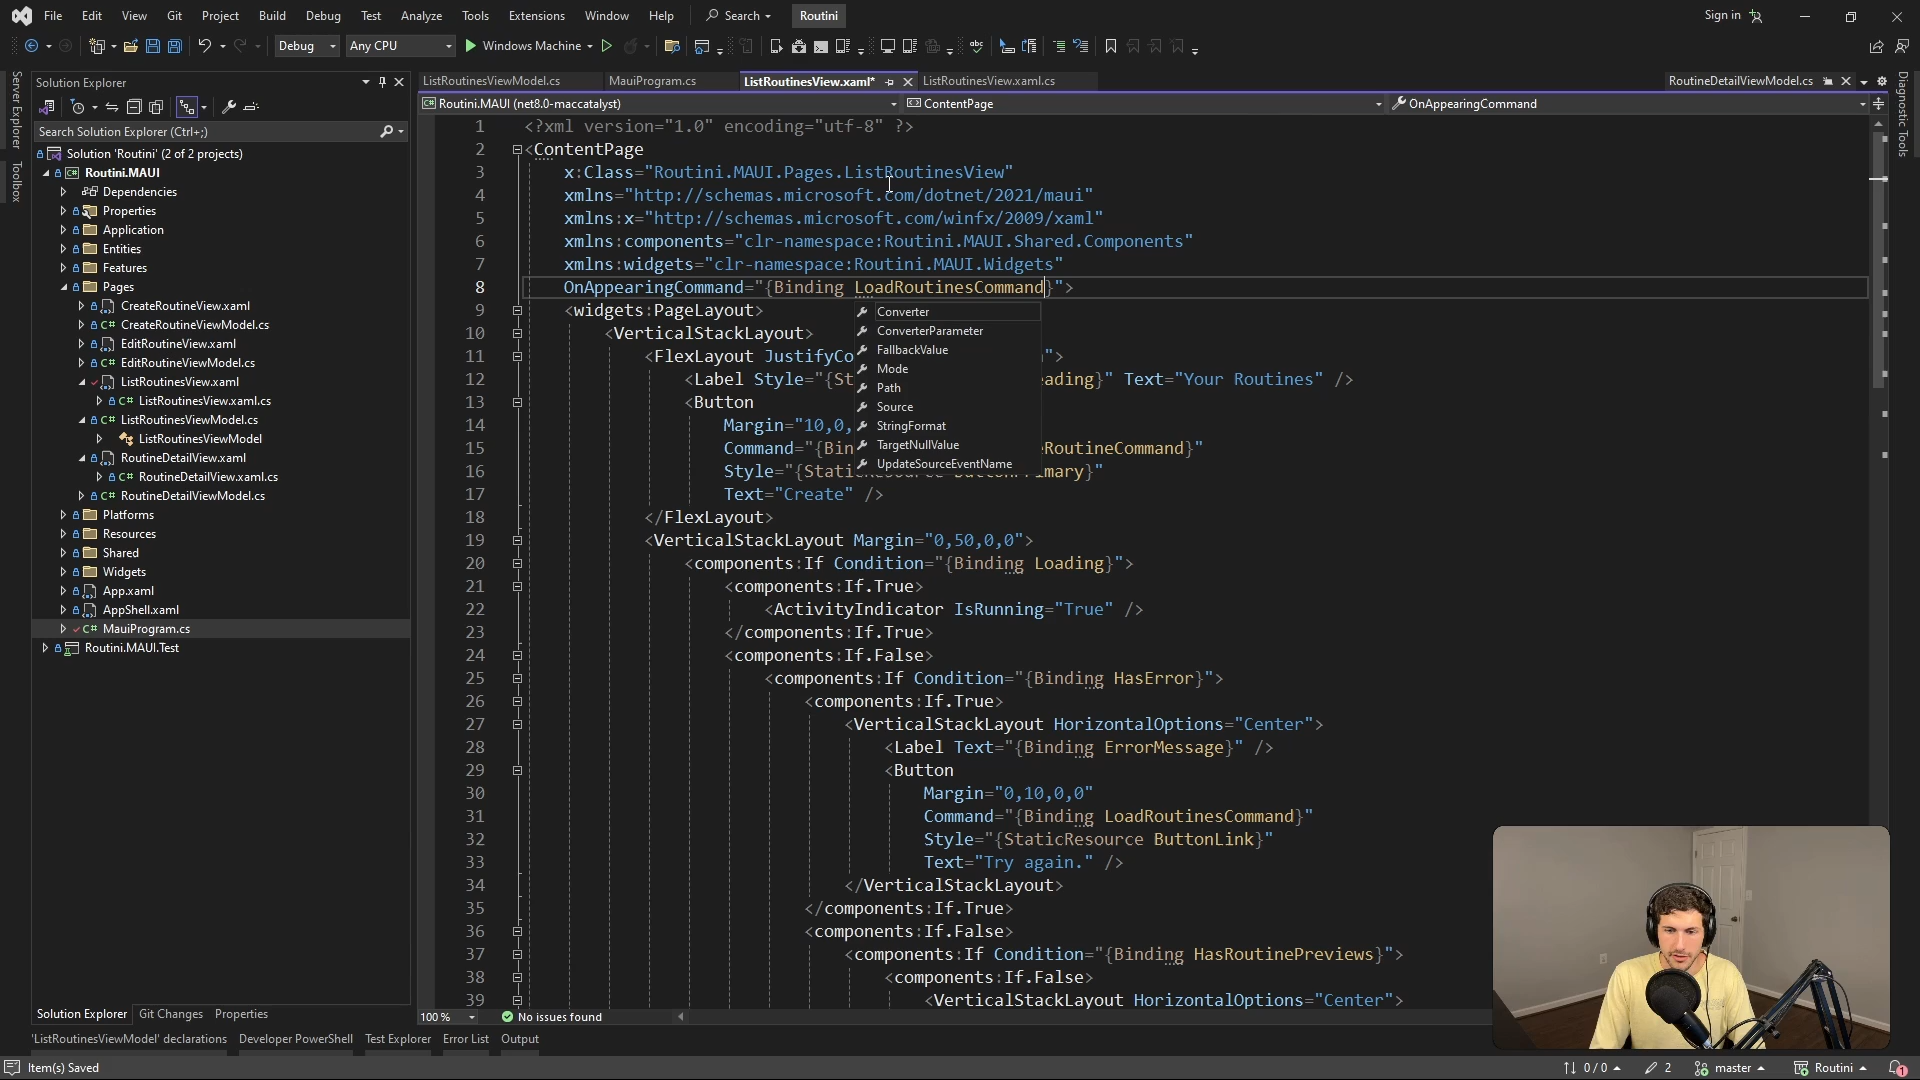 File Edit View Git Project Build Debug Test Analyze Tools Extensions Window Help Search Routini Sign in
Debug Any CPU Windows Machine
Server Explorer
Toolbox
Diagnostic Tools
Solution Explorer
Search Solution Explorer (Ctrl+;)
Solution 'Routini' (2 of 2 projects)
Routini.MAUI
Dependencies
Properties
Application
Entities
Features
Pages
CreateRoutineView.xaml
CreateRoutineViewModel.cs
EditRoutineView.xaml
EditRoutineViewModel.cs
ListRoutinesView.xaml
ListRoutinesView.xaml.cs
ListRoutinesViewModel.cs
ListRoutinesViewModel
RoutineDetailView.xaml
RoutineDetailView.xaml.cs
RoutineDetailViewModel.cs
Platforms
Resources
Shared
Widgets
App.xaml
AppShell.xaml
MauiProgram.cs
Routini.MAUI.Test
Solution Explorer Git Changes Properties
ListRoutinesViewModel.cs MauiProgram.cs ListRoutinesView.xaml* ListRoutinesView.xaml.cs RoutineDetailViewModel.cs
Routini.MAUI (net8.0-maccatalyst) ContentPage OnAppearingCommand
1 <?xml version="1.0" encoding="utf-8" ?>
2 <ContentPage
3 x:Class="Routini.MAUI.Pages.ListRoutinesView"
4 xmlns="http://schemas.microsoft.com/dotnet/2021/maui"
5 xmlns:x="http://schemas.microsoft.com/winfx/2009/xaml"
6 xmlns:components="clr-namespace:Routini.MAUI.Shared.Components"
7 xmlns:widgets="clr-namespace:Routini.MAUI.Widgets"
8 OnAppearingCommand="{Binding LoadRoutinesCommand}">
9 <widgets:PageLayout>
10 <VerticalStackLayout>
11 <FlexLayout JustifyCo ">
12 <Label Style="{St eading}" Text="Your Routines" />
13 <Button
14 Margin="10,0,
15 Command="{Bin eRoutineCommand}"
16 Style="{Stati mary}"
17 Text="Create" />
18 </FlexLayout>
19 <VerticalStackLayout Margin="0,50,0,0">
20 <components:If Condition="{Binding Loading}">
21 <components:If.True>
22 <ActivityIndicator IsRunning="True" />
23 </components:If.True>
24 <components:If.False>
25 <components:If Condition="{Binding HasError}">
26 <components:If.True>
27 <VerticalStackLayout HorizontalOptions="Center">
28 <Label Text="{Binding ErrorMessage}" />
29 <Button
30 Margin="0,10,0,0"
31 Command="{Binding LoadRoutinesCommand}"
32 Style="{StaticResource ButtonLink}"
33 Text="Try again." />
34 </VerticalStackLayout>
35 </components:If.True>
36 <components:If.False>
37 <components:If Condition="{Binding HasRoutinePreviews}">
38 <components:If.False>
39 <VerticalStackLayout HorizontalOptions="Center">
Converter
ConverterParameter
FallbackValue
Mode
Path
Source
StringFormat
TargetNullValue
UpdateSourceEventName
100 % No issues found
'ListRoutinesViewModel' declarations Developer PowerShell Test Explorer Error List Output
Item(s) Saved 0 / 0 2 master Routini 1